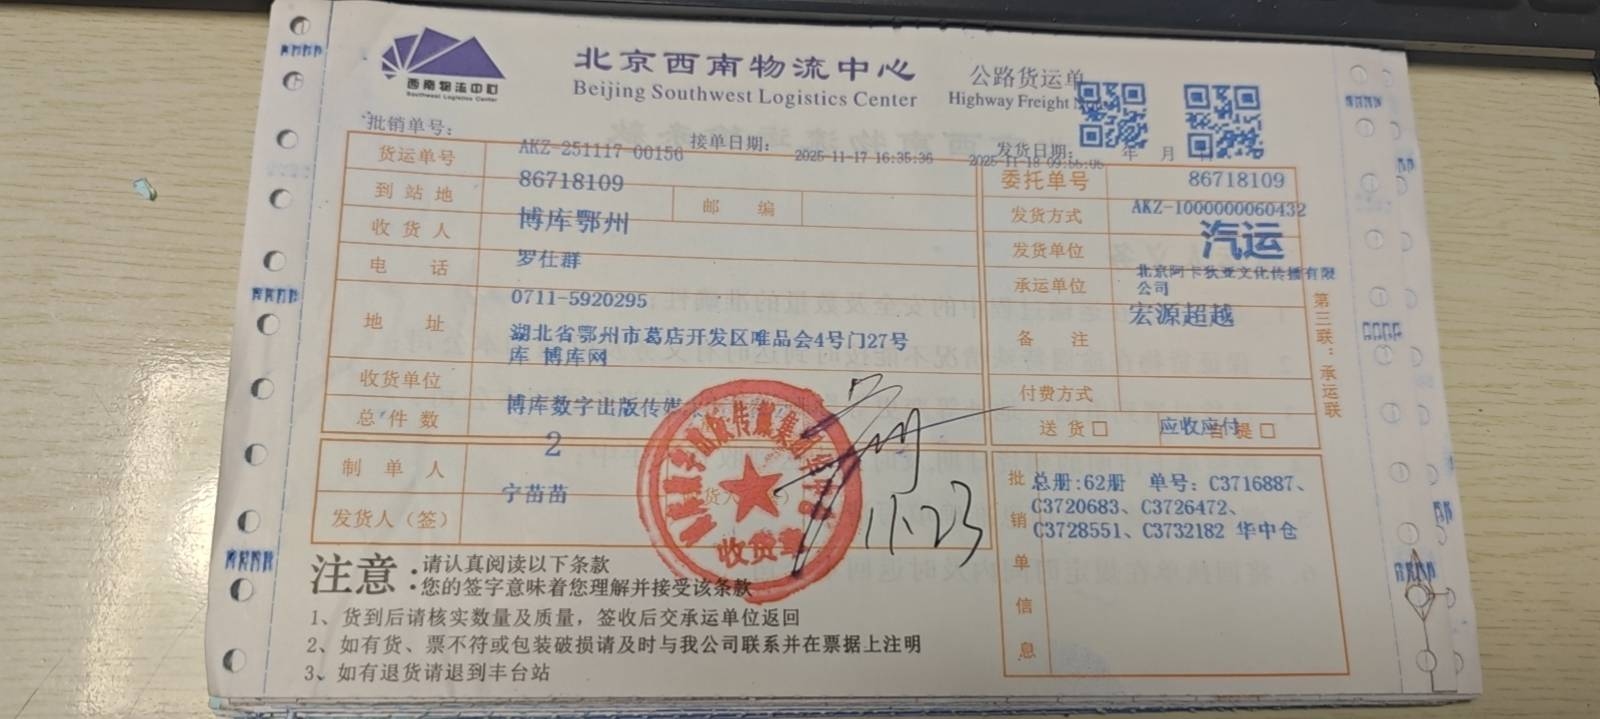 西南物流中心
Southwest Logistics Center
北京西南物流中心
Beijing Southwest Logistics Center
公路货运单
Highway Freight
批销单号：
AKZ-251117-00156
接单日期：
2025-11-17 16:35:36
发货日期：
2025-11-18 09:55:05
年 月
货运单号
86718109
到站地
博库鄂州
邮 编
收货人
罗仕群
电 话
0711-5920295
地 址
湖北省鄂州市葛店开发区唯品会4号门27号
库 博库网
收货单位
博库数字出版传媒
总件数
2
制 单 人
宁苗苗
发货人（签）
委托单号
86718109
发货方式
AKZ-1000000060432
汽运
发货单位
北京阿卡狄亚文化传播有限
公司
承运单位
宏源超越
备 注
付费方式
应收应付
送 货 □
自 提 □
批销单信息
总册:62册 单号：C3716887、
C3720683、C3726472、
C3728551、C3732182 华中仓
第三联：承运联
出版传媒集团
收货章
11.23
注意：
请认真阅读以下条款
您的签字意味着您理解并接受该条款
1、货到后请核实数量及质量，签收后交承运单位返回
2、如有货、票不符或包装破损请及时与我公司联系并在票据上注明
3、如有退货请退到丰台站